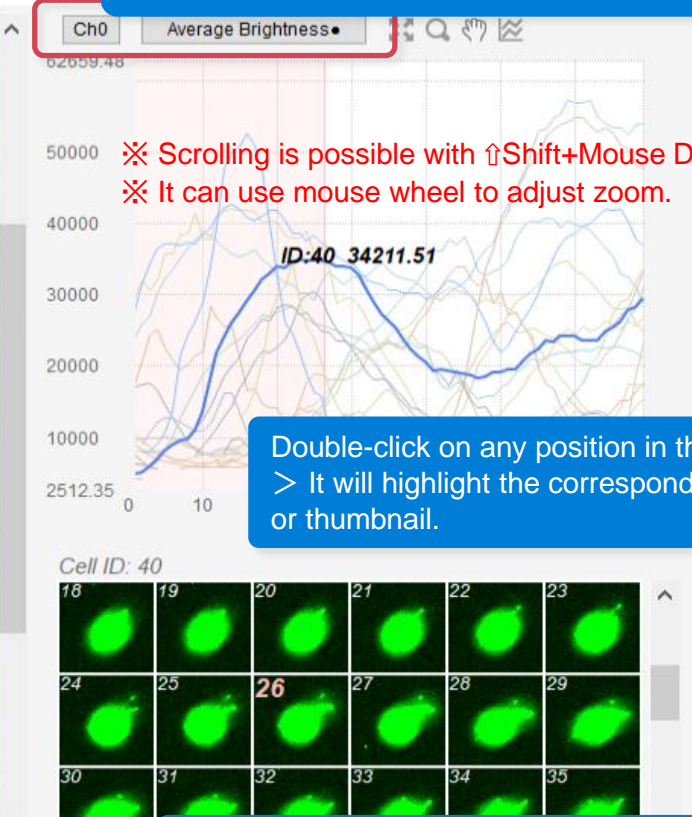 Ch0 Average Brightness●
62659.48
50000
※ Scrolling is possible with ⇧Shift+Mouse D
※ It can use mouse wheel to adjust zoom.
40000
ID:40 34211.51
30000
20000
10000
Double-click on any position in th
＞ It will highlight the correspond
or thumbnail.
2512.35
0 10
Cell ID: 40
18 19 20 21 22 23
24 25 26 27 28 29
30 31 32 33 34 35